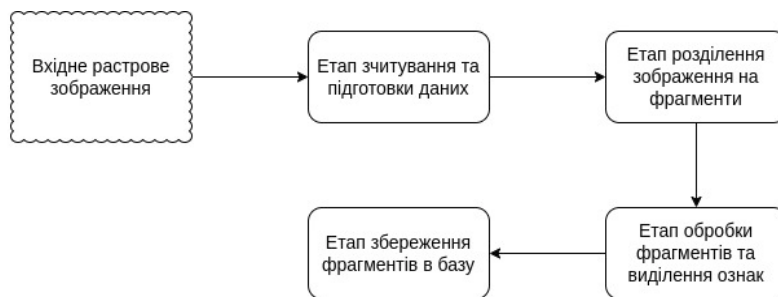 Вхідне растрове
зображення
Етап зчитування та
підготовки даних
Етап розділення
зображення на
фрагменти
Етап обробки
фрагментів та
виділення ознак
Етап збереження
фрагментів в базу